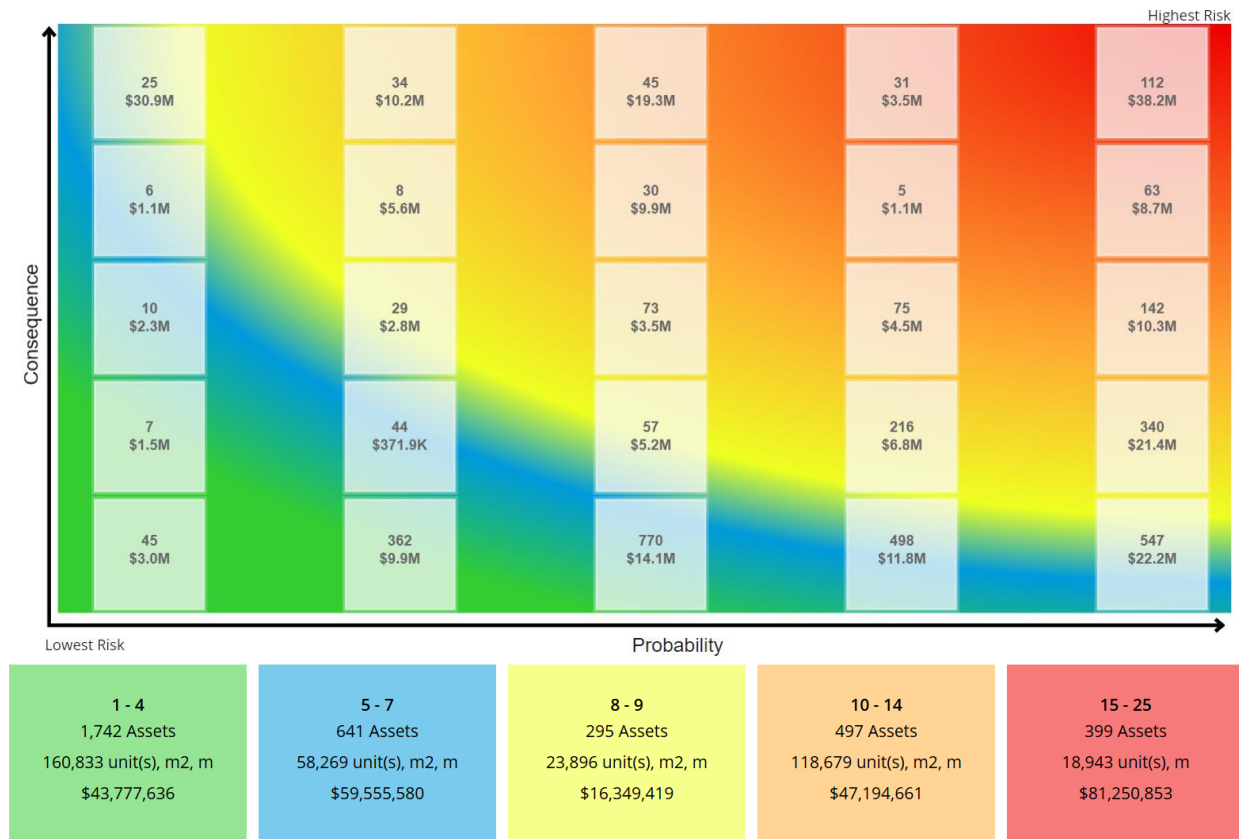 Highest Risk
25
$30.9M
34
$10.2M
45
$19.3M
31
$3.5M
112
$38.2M
6
$1.1M
8
$5.6M
30
$9.9M
5
$1.1M
63
$8.7M
Consequence
10
$2.3M
29
$2.8M
73
$3.5M
75
$4.5M
142
$10.3M
7
$1.5M
44
$371.9K
57
$5.2M
216
$6.8M
340
$21.4M
45
$3.0M
362
$9.9M
770
$14.1M
498
$11.8M
547
$22.2M
Lowest Risk
Probability
1 - 4
1,742 Assets
160,833 unit(s), m2, m
$43,777,636
5 - 7
641 Assets
58,269 unit(s), m2, m
$59,555,580
8 - 9
295 Assets
23,896 unit(s), m2, m
$16,349,419
10 - 14
497 Assets
118,679 unit(s), m2, m
$47,194,661
15 - 25
399 Assets
18,943 unit(s), m
$81,250,853